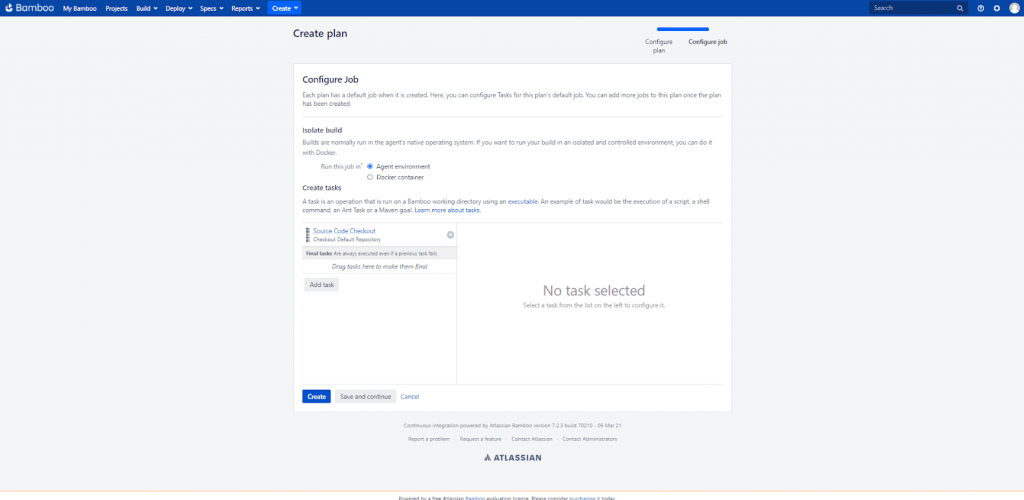 Bamboo My Bamboo Projects Build Deploy Specs Reports Create Search
Create plan
Configure plan
Configure job
Configure Job
Each plan has a default job when it is created. Here, you can configure Tasks for this plan's default job. You can add more jobs to this plan once the plan
has been created.
Isolate build
Builds are normally run in the agent's native operating system. If you want to run your build in an isolated and controlled environment, you can do it
with Docker.
Run this job in* Agent environment
Docker container
Create tasks
A task is an operation that is run on a Bamboo working directory using an executable. An example of task would be the execution of a script, a shell
command, an Ant Task or a Maven goal. Learn more about tasks.
Source Code Checkout
Checkout Default Repository
Final tasks Are always executed even if a previous task fails
Drag tasks here to make them final
Add task
No task selected
Select a task from the list on the left to configure it.
Create Save and continue Cancel
Continuous integration powered by Atlassian Bamboo version 7.2.3 build 70210 - 05 Mar 21
Report a problem · Request a feature · Contact Atlassian · Contact Administrators
ATLASSIAN
Powered by a free Atlassian Bamboo evaluation license. Please consider purchasing it today.